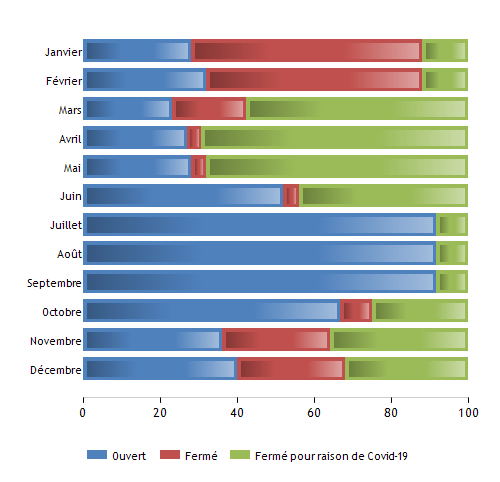 Janvier
Février
Mars
Avril
Mai
Juin
Juillet
Août
Septembre
Octobre
Novembre
Décembre
0 20 40 60 80 100
Ouvert Fermé Fermé pour raison de Covid-19